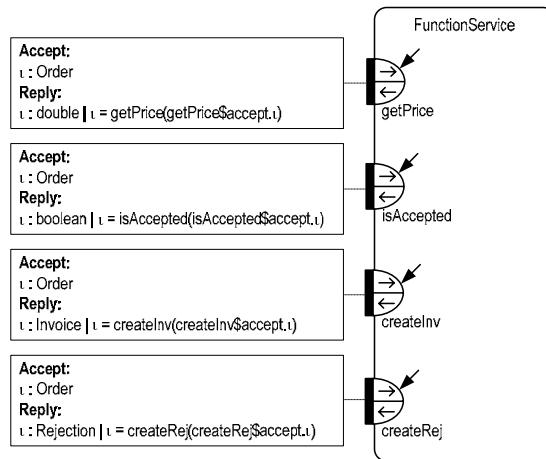 FunctionService
Accept:
ι : Order
Reply:
ι : double | ι = getPrice(getPrice$accept.ι)
getPrice
Accept:
ι : Order
Reply:
ι : boolean | ι = isAccepted(isAccepted$accept.ι)
isAccepted
Accept:
ι : Order
Reply:
ι : Invoice | ι = createInv(createInv$accept.ι)
createInv
Accept:
ι : Order
Reply:
ι : Rejection | ι = createRej(createRej$accept.ι)
createRej